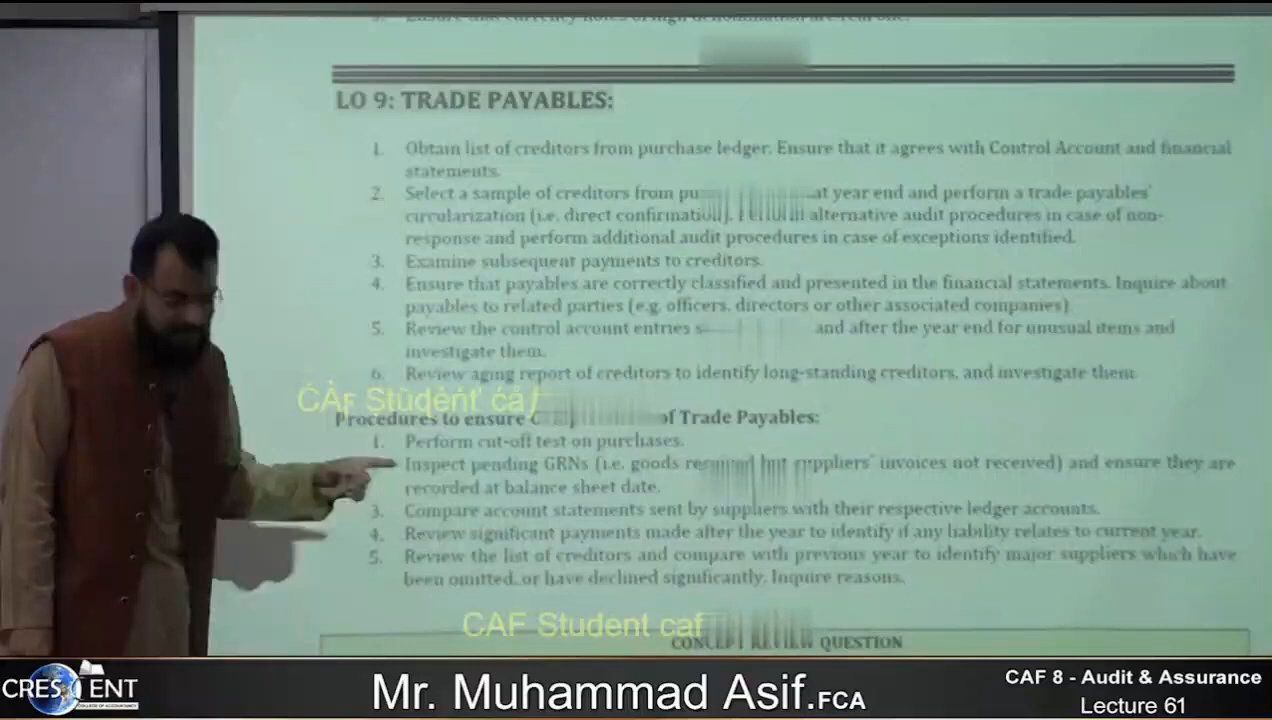 LO 9: TRADE PAYABLES:
1. Obtain list of creditors from purchase ledger. Ensure that it agrees with Control Account and financial
statements.
2. Select a sample of creditors from at year end and perform a trade payables'
circularization (i.e. direct confirmation). Perform alternative audit procedures in case of non-
response and perform additional audit procedures in case of exceptions identified.
3. Examine subsequent payments to creditors.
4. Ensure that payables are correctly classified and presented in the financial statements. Inquire about
payables to related parties (e.g. officers, directors or other associated companies)
5. Review the control account entries and after the year end for unusual items and
investigate them.
6. Review aging report of creditors to identify long-standing creditors, and investigate them
CAF Student caf
Procedures to ensure of Trade Payables:
1. Perform cut-off test on purchases.
Inspect pending GRNs (i.e. goods received but suppliers' invoices not received) and ensure they are
recorded at balance sheet date.
3. Compare account statements sent by suppliers with their respective ledger accounts.
4. Review significant payments made after the year to identify if any liability relates to current year.
5. Review the list of creditors and compare with previous year to identify major suppliers which have
been omitted or have declined significantly. Inquire reasons.
CAF Student caf
CONCEPT REVIEW QUESTION
CRESCENT
COLLEGE OF ACCOUNTANCY
Mr. Muhammad Asif.FCA
CAF 8 - Audit & Assurance
Lecture 61